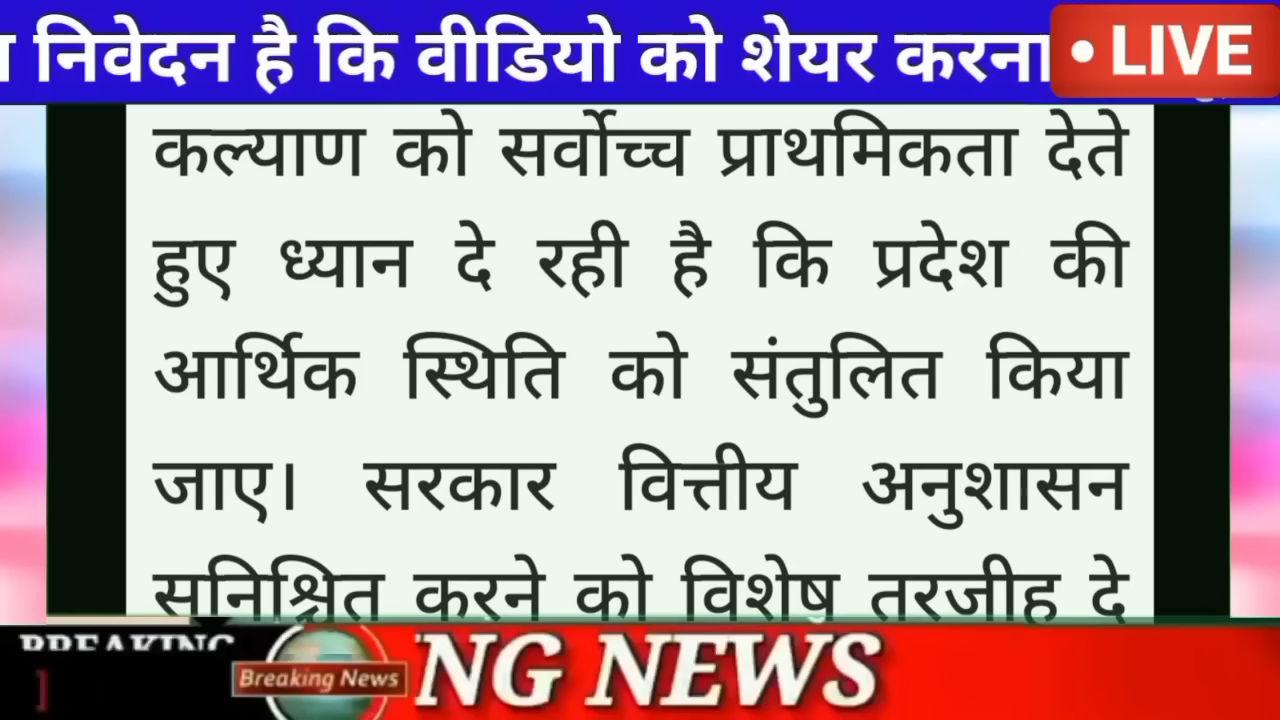 निवेदन है कि वीडियो को शेयर करना
• LIVE
कल्याण को सर्वोच्च प्राथमिकता देते
हुए ध्यान दे रही है कि प्रदेश की
आर्थिक स्थिति को संतुलित किया
जाए। सरकार वित्तीय अनुशासन
सुनिश्चित करने को विशेष तरजीह दे
BREAKING
Breaking News
NG NEWS